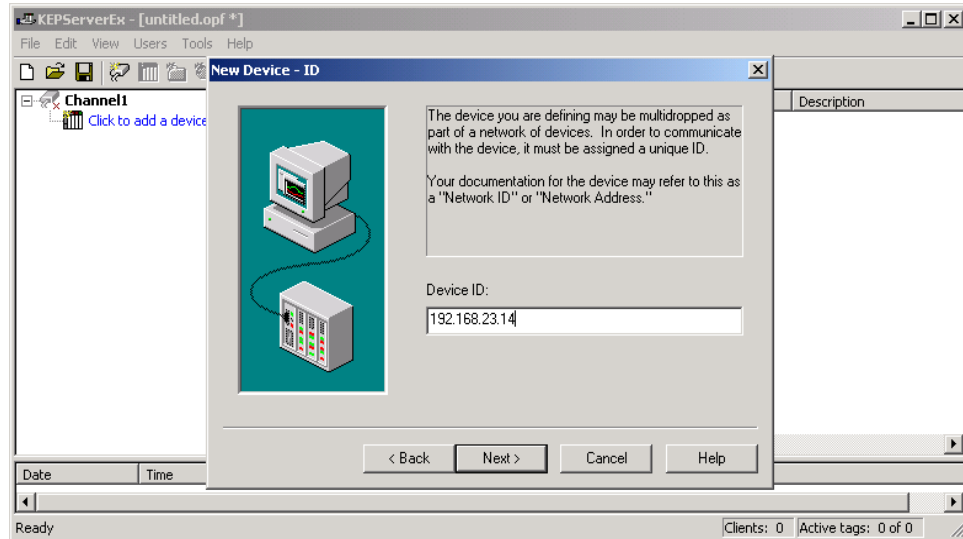 KEPServerEx - [untitled.opf *]
File Edit View Users Tools Help
New Device - ID
Channel1
Click to add a device
Description
The device you are defining may be multidropped as
part of a network of devices. In order to communicate
with the device, it must be assigned a unique ID.
Your documentation for the device may refer to this as
a "Network ID" or "Network Address."
Device ID:
192.168.23.14
< Back Next > Cancel Help
Date Time
Ready Clients: 0 Active tags: 0 of 0